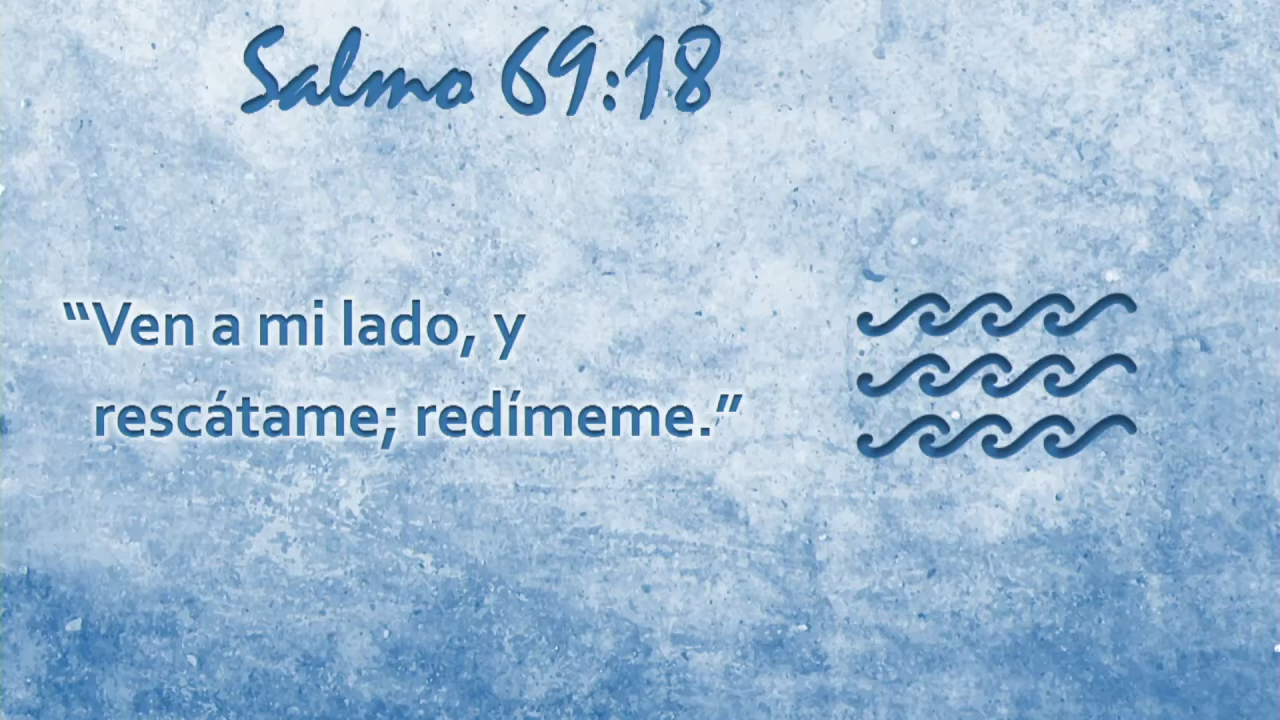 Salmo 69:18
“Ven a mi lado, y
rescátame; redímeme.”